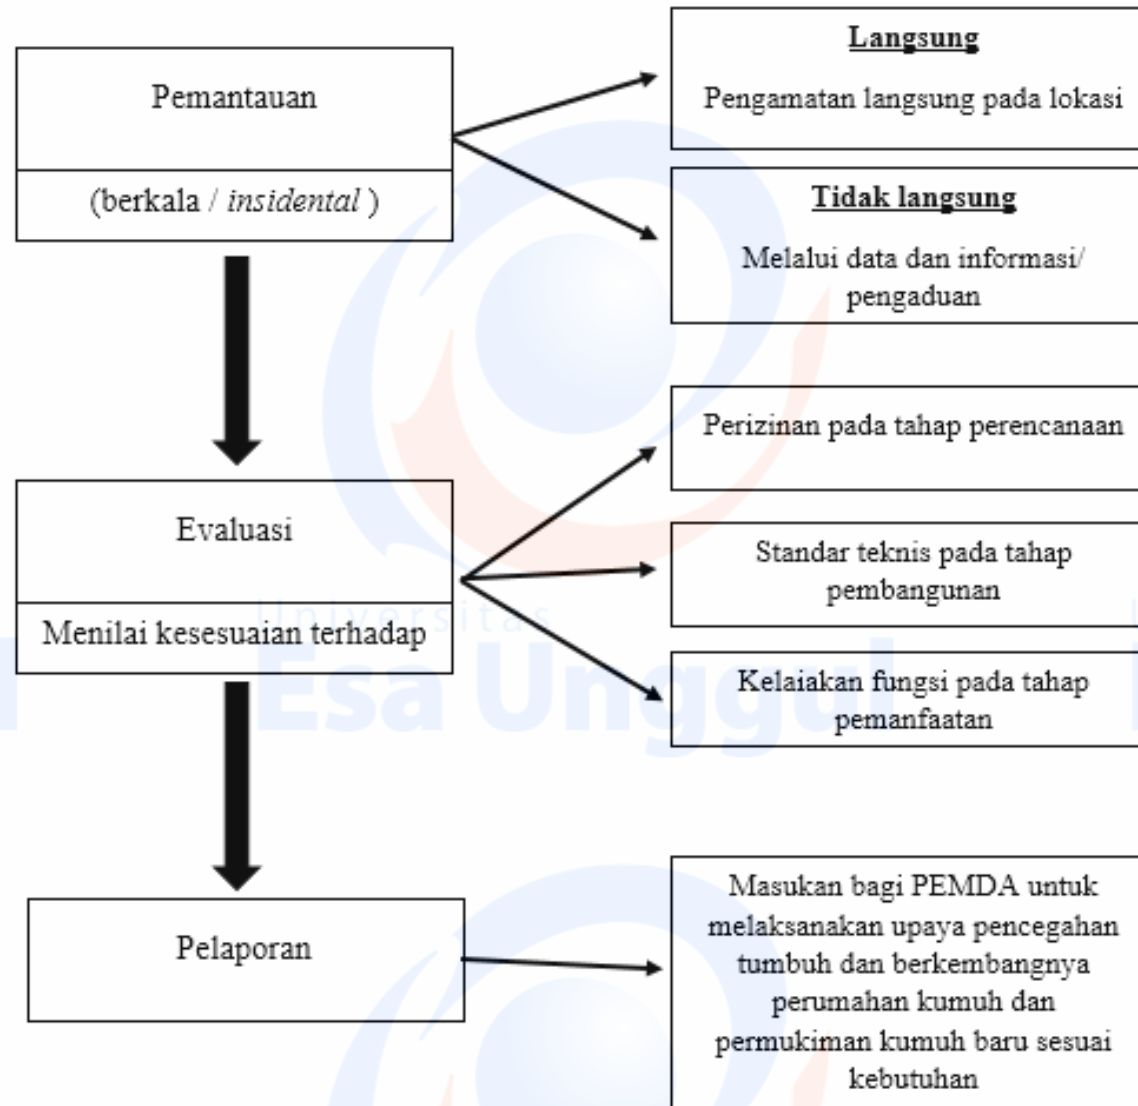 Pemantauan
(berkala / insidental )
Langsung
Pengamatan langsung pada lokasi
Tidak langsung
Melalui data dan informasi/
pengaduan
Evaluasi
Menilai kesesuaian terhadap
Perizinan pada tahap perencanaan
Standar teknis pada tahap
pembangunan
Kelaiakan fungsi pada tahap
pemanfaatan
Pelaporan
Masukan bagi PEMDA untuk
melaksanakan upaya pencegahan
tumbuh dan berkembangnya
perumahan kumuh dan
permukiman kumuh baru sesuai
kebutuhan
Universitas
Esa Unggul